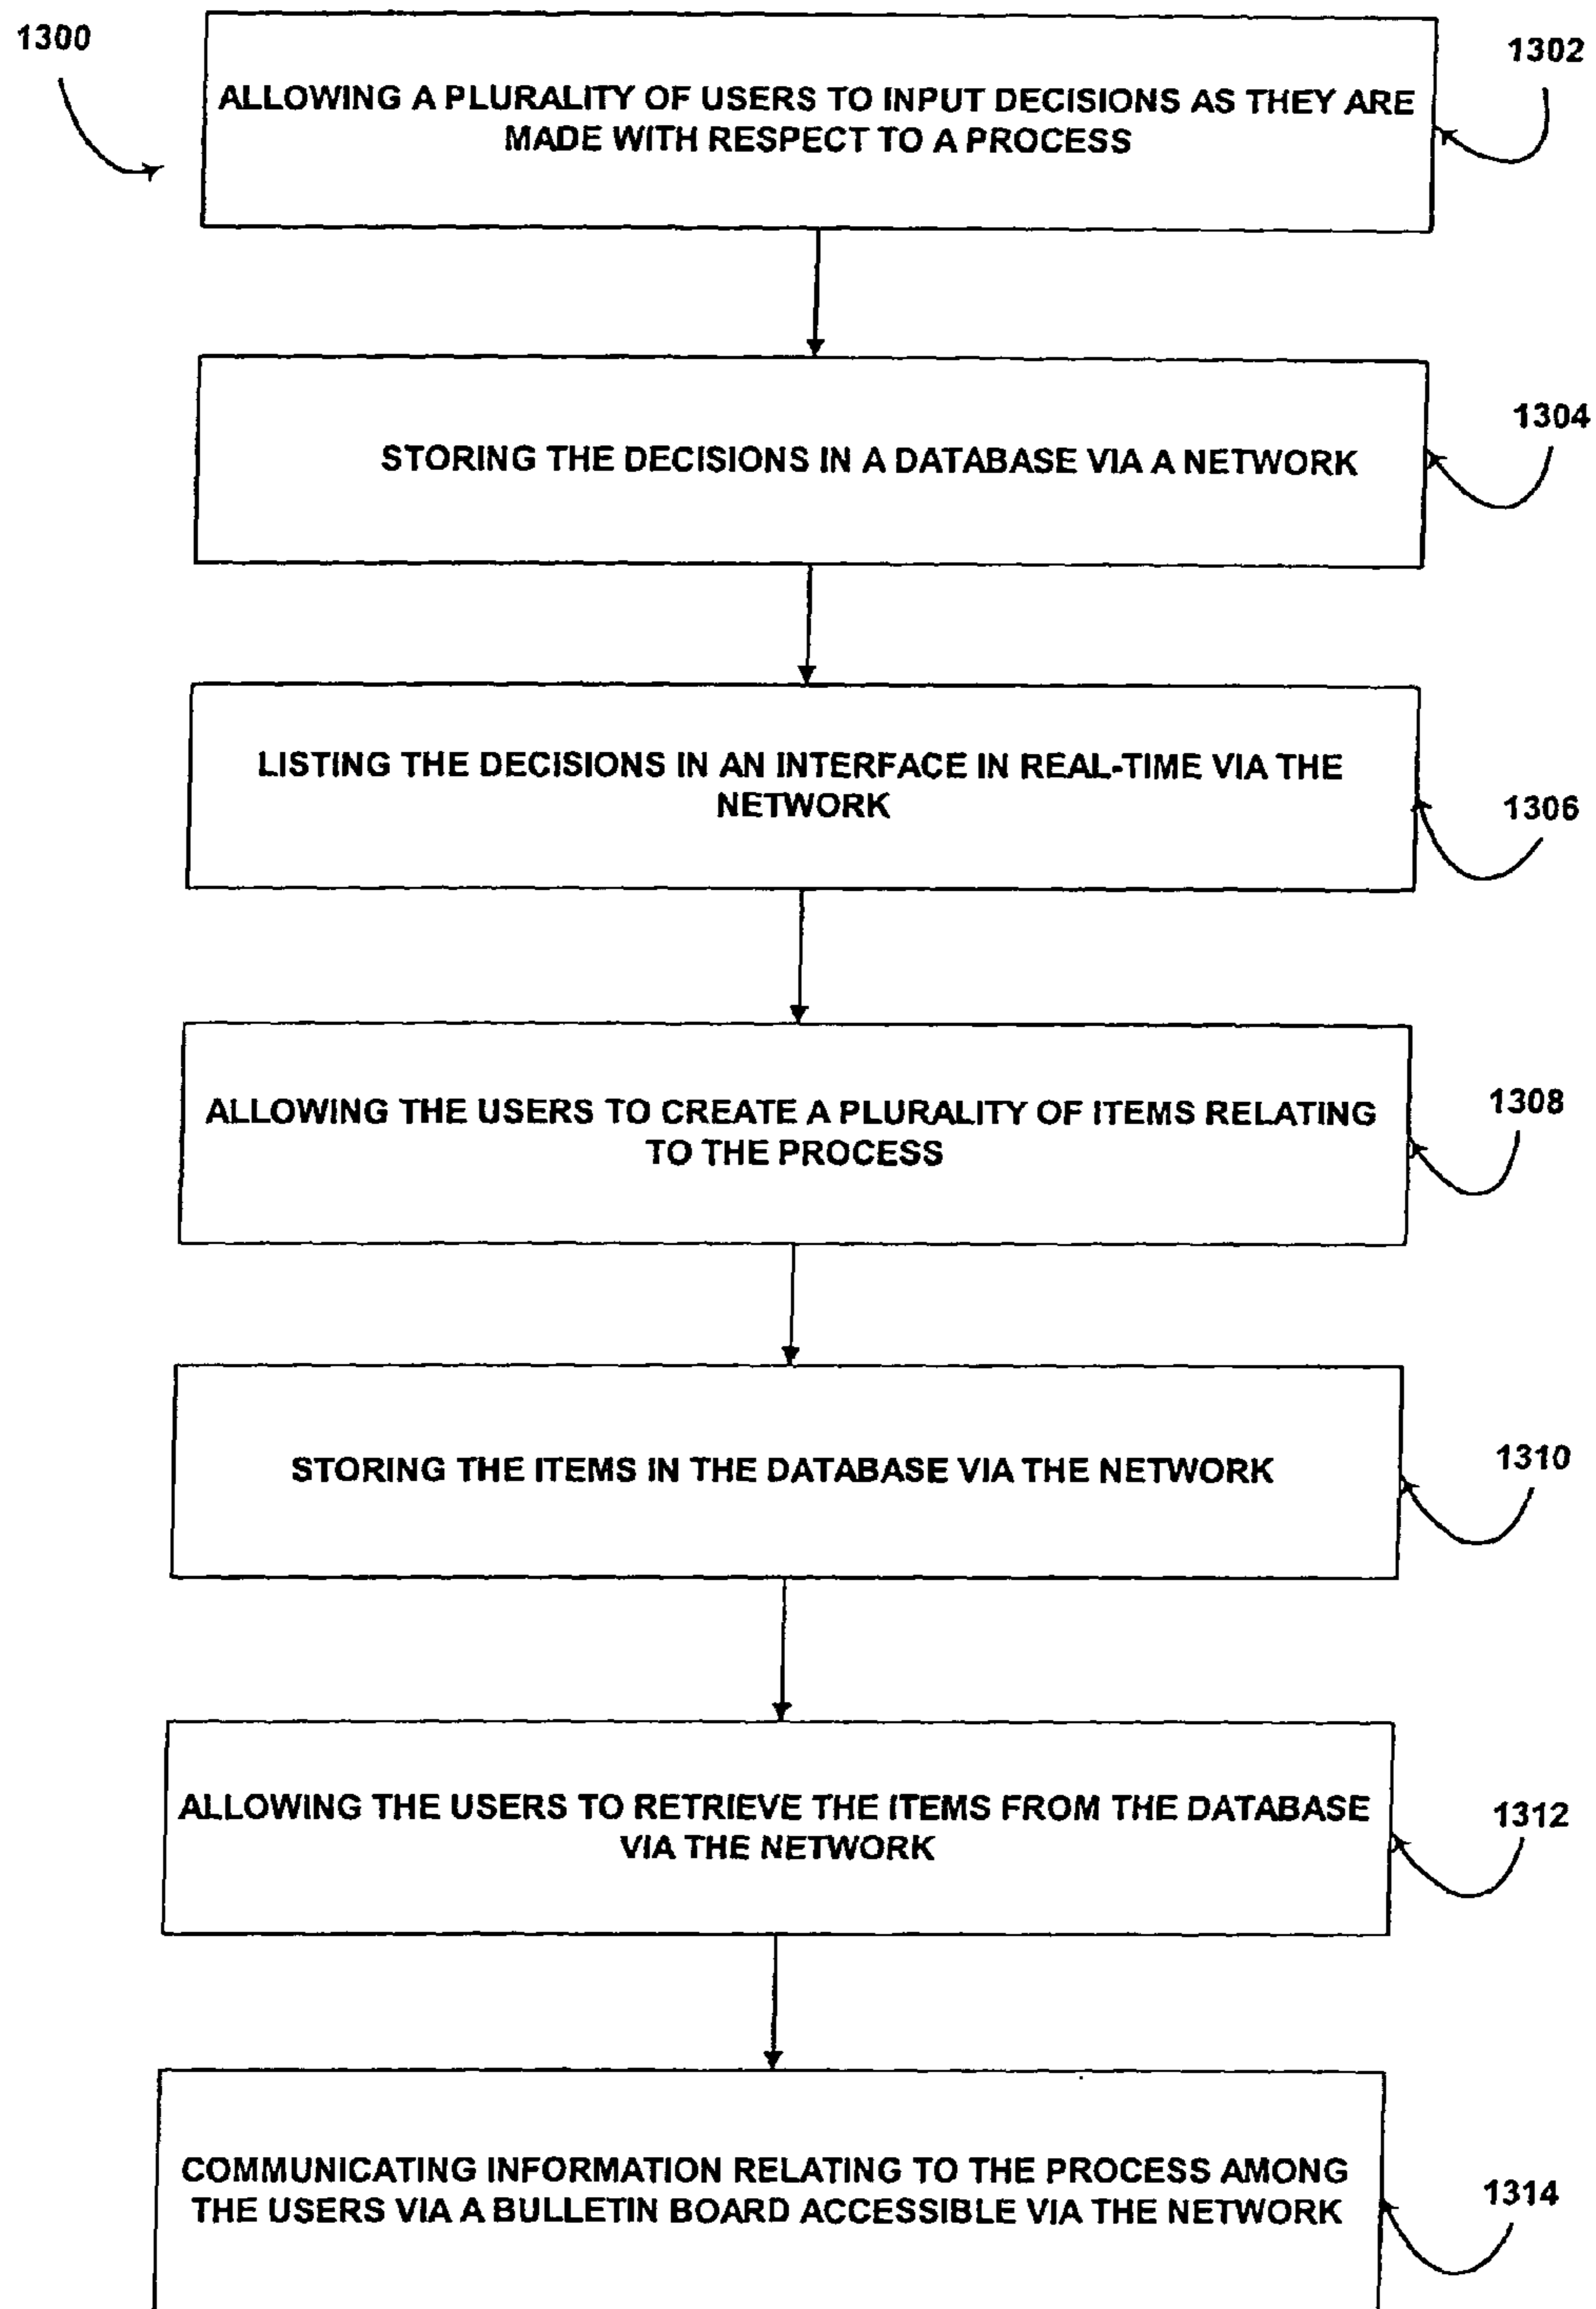 1300
1302
ALLOWING A PLURALITY OF USERS TO INPUT DECISIONS AS THEY ARE
MADE WITH RESPECT TO A PROCESS
1304
STORING THE DECISIONS IN A DATABASE VIA A NETWORK
LISTING THE DECISIONS IN AN INTERFACE IN REAL-TIME VIA THE
NETWORK
1306
ALLOWING THE USERS TO CREATE A PLURALITY OF ITEMS RELATING
TO THE PROCESS
1308
STORING THE ITEMS IN THE DATABASE VIA THE NETWORK
1310
ALLOWING THE USERS TO RETRIEVE THE ITEMS FROM THE DATABASE
VIA THE NETWORK
1312
COMMUNICATING INFORMATION RELATING TO THE PROCESS AMONG
THE USERS VIA A BULLETIN BOARD ACCESSIBLE VIA THE NETWORK
1314